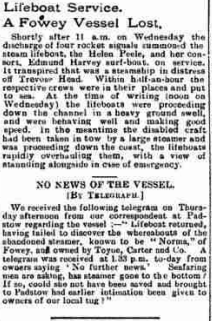 Lifeboat Service.
A Fowey Vessel Lost.
Shortly after 11 a.m. on Wednesday the
discharge of four rocket signals summoned the
steam lifeboat, the Helen Peele, and her con-
sors, Edmund Harvey surf-boat, on service.
It transpired that was a steamship in distress
off Trevose Head. Within half-an-hour the
respective crews were in their places and put
to sea. At the time of writing (noon on
Wednesday) the lifeboats were proceeding
down the channel in a heavy ground swell,
and were behaving well and making good
speed. In the meantime the disabled craft
had been taken in tow by a large steamer and
was proceeding down the coast, the lifeboats
rapidly overhauling them, with a view of
standing alongside in case of emergency.
NO NEWS OF THE VESSEL.
[BY TELEGRAPH.]
We received the following telegram on Thurs-
day afternoon from our correspondent at Pad-
stow regarding the vessel :—" Lifeboat returned,
having failed to discover the whereabouts of the
abandoned steamer, known to be "Norma," of
Fowey, and owned by Toyne, Carter and Co. A
telegram was received at 1.33 p.m. to-day from
owners saying 'No further news.' Seafaring
men are asking, has steamer gone to the bottom ?
If so, could she not have been saved and brought
to Padstow had earlier intimation been given to
owners of our local tug ?"